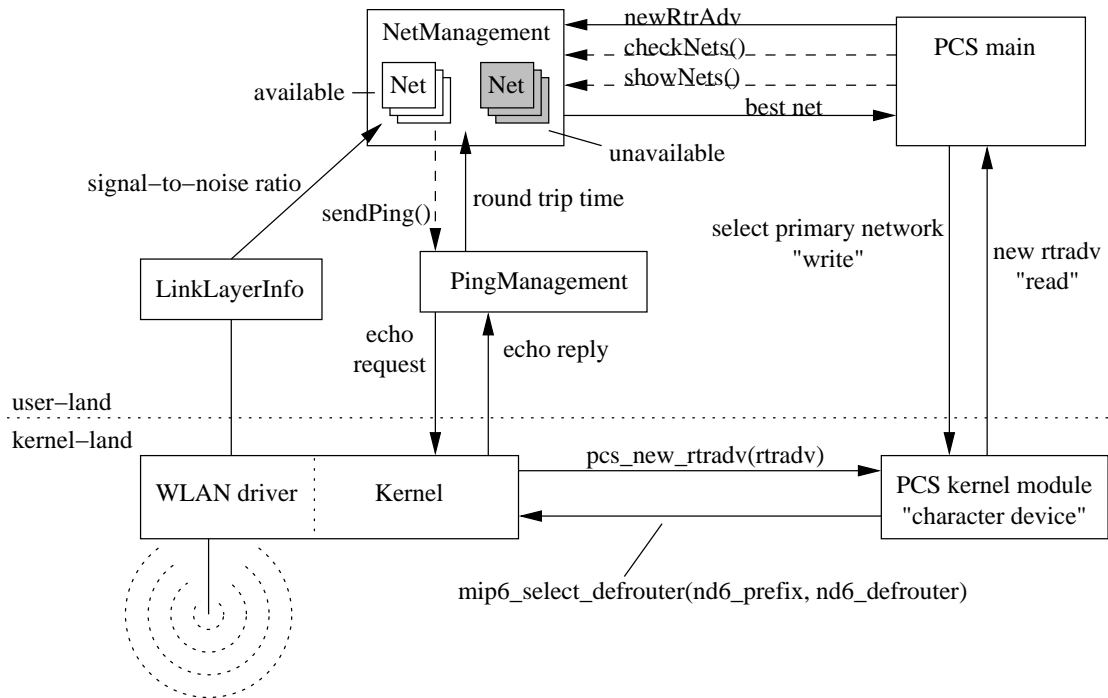 newRtrAdv
NetManagement
checkNets()
PCS main
Net
Net
showNets()
available
best net
unavailable
signal−to−noise ratio
round trip time
sendPing()
select primary network
"write"
new rtradv
"read"
LinkLayerInfo
PingManagement
echo
request
echo reply
user−land
kernel−land
pcs_new_rtradv(rtradv)
WLAN driver
Kernel
PCS kernel module
"character device"
mip6_select_defrouter(nd6_prefix, nd6_defrouter)